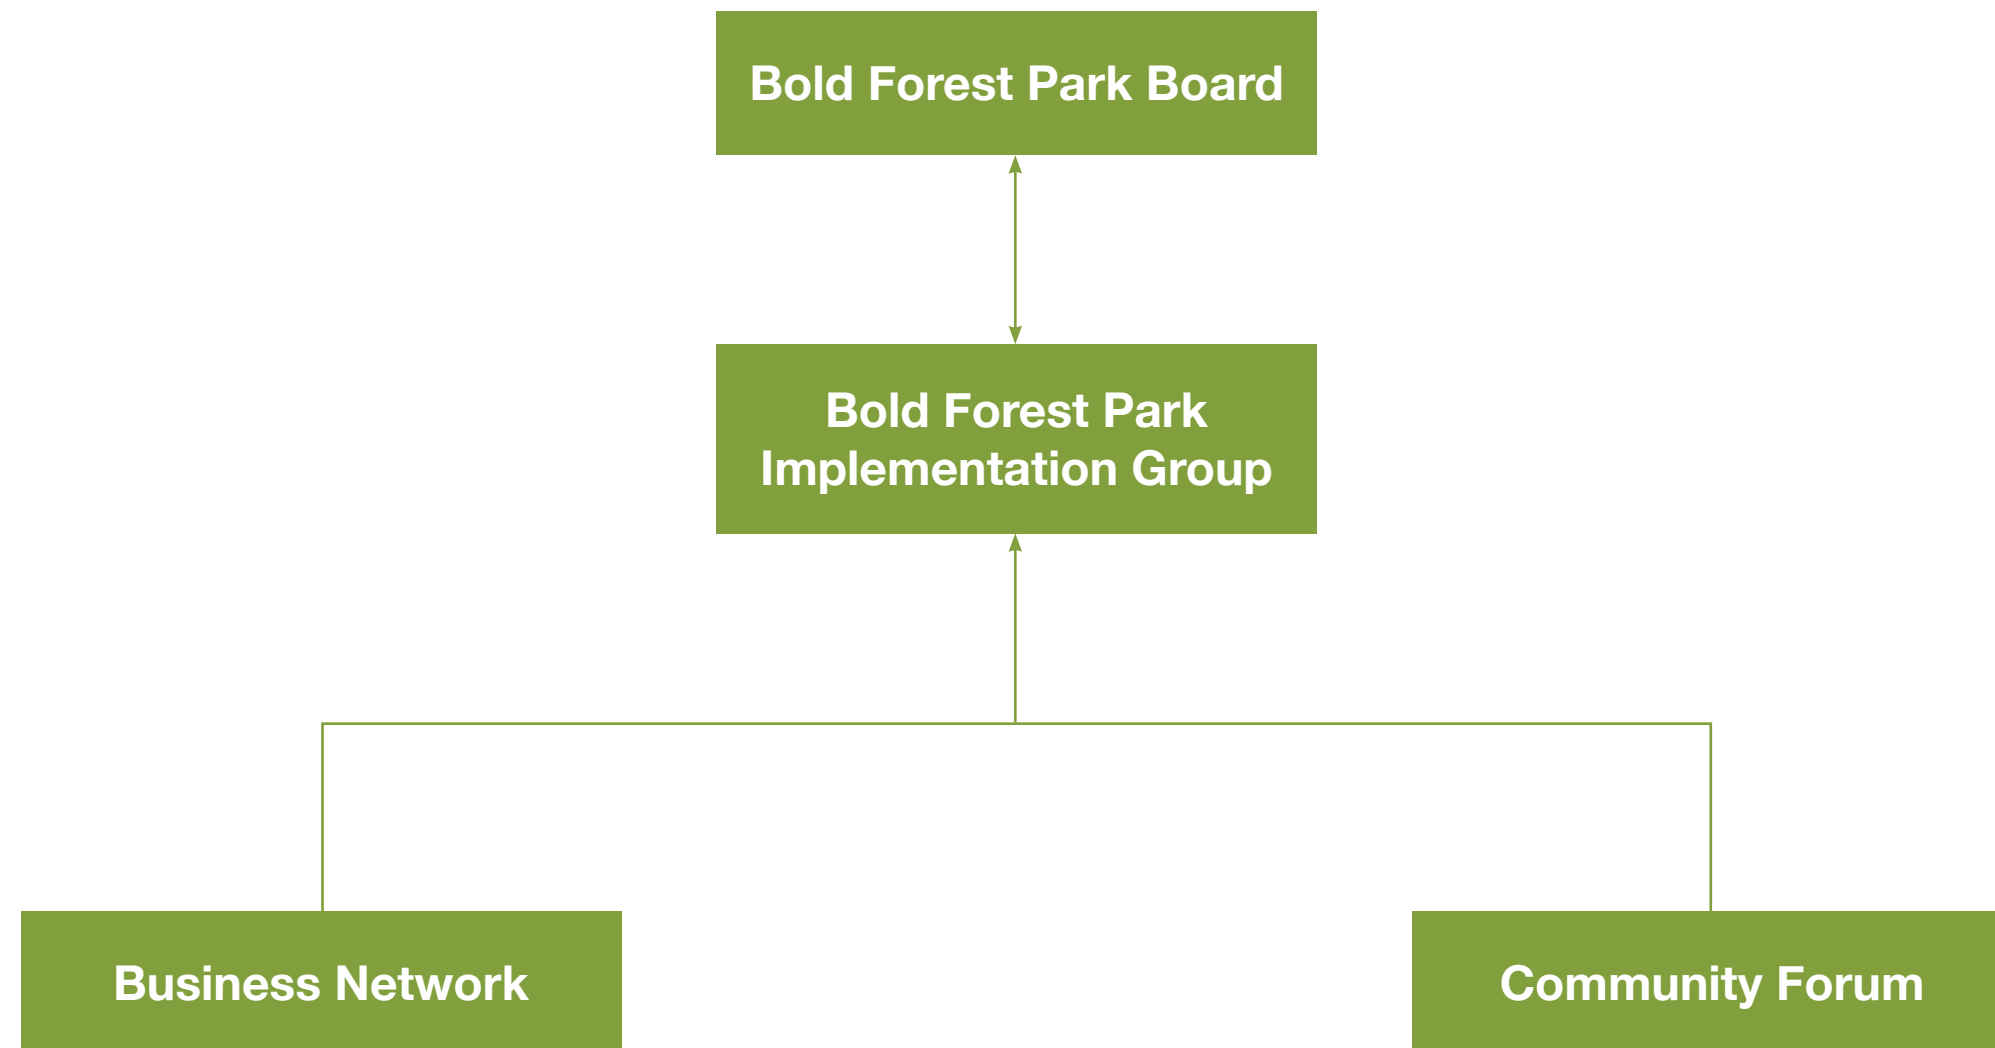 Bold Forest Park Board
Bold Forest Park
Implementation Group
Business Network
Community Forum